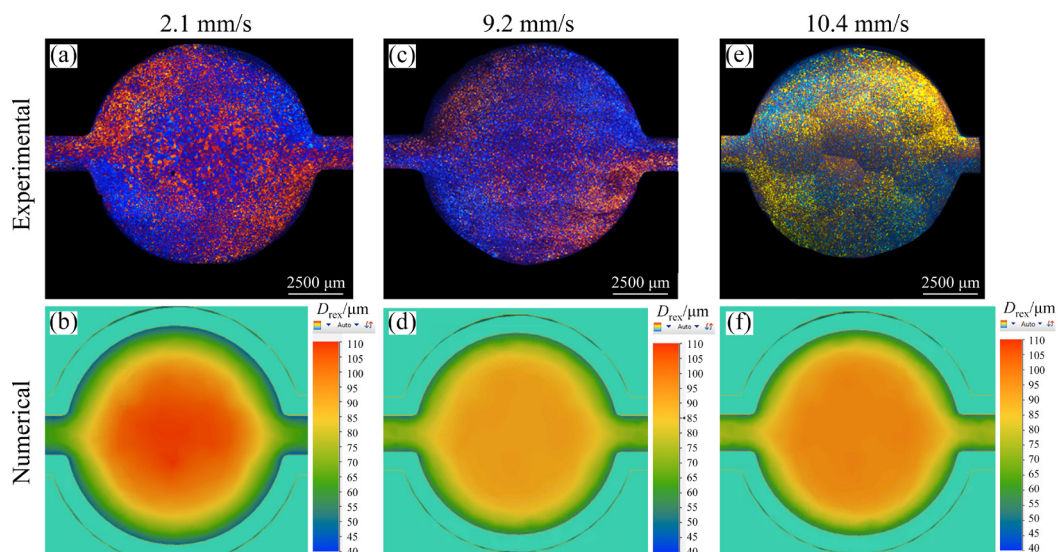 2.1 mm/s
9.2 mm/s
10.4 mm/s
Experimental
(a)
(c)
(e)
2500 μm
2500 μm
2500 μm
Numerical
(b)
(d)
(f)
Drex/μm
Auto
110
105
100
95
90
85
80
75
70
65
60
55
50
45
40
Drex/μm
Auto
110
105
100
95
90
85
80
75
70
65
60
55
50
45
40
Drex/μm
Auto
110
105
100
95
90
85
80
75
70
65
60
55
50
45
40